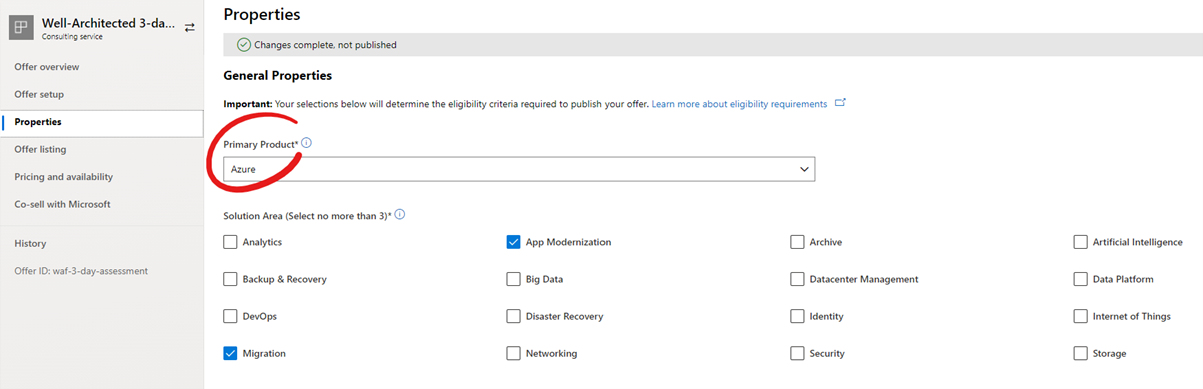 Well-Architected 3-da...
Consulting service
Offer overview
Offer setup
Properties
Offer listing
Pricing and availability
Co-sell with Microsoft
History
Offer ID: waf-3-day-assessment
Properties
Changes complete, not published
General Properties
Important: Your selections below will determine the eligibility criteria required to publish your offer. Learn more about eligibility requirements
Primary Product*
Azure
Solution Area (Select no more than 3)*
Analytics App Modernization Archive Artificial Intelligence
Backup & Recovery Big Data Datacenter Management Data Platform
DevOps Disaster Recovery Identity Internet of Things
Migration Networking Security Storage